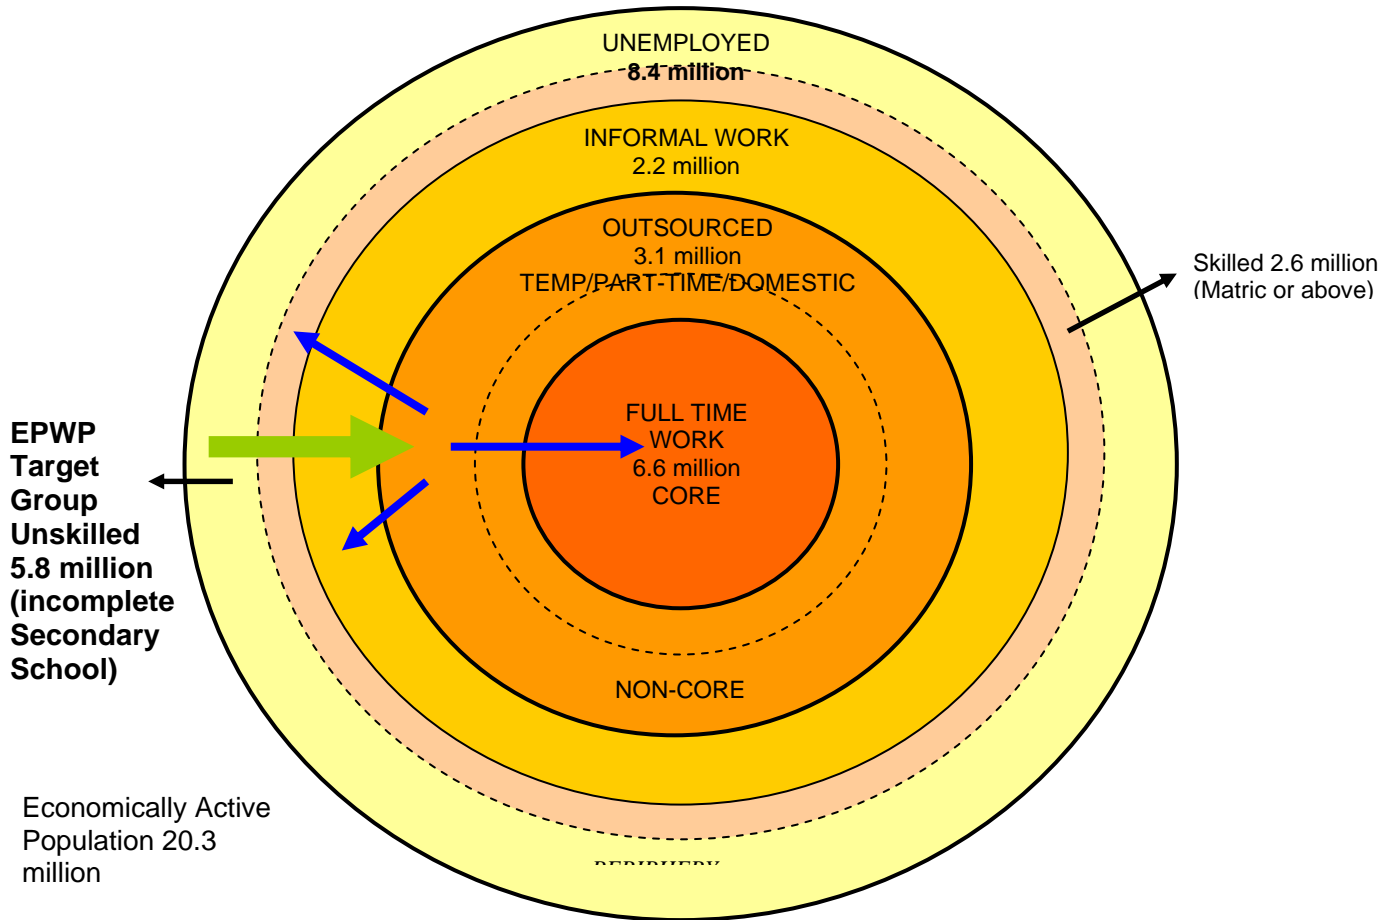 UNEMPLOYED
8.4 million
INFORMAL WORK
2.2 million
OUTSOURCED
3.1 million
TEMP/PART-TIME/DOMESTIC
FULL TIME
WORK
6.6 million
CORE
NON-CORE
PERIPHERY
Skilled 2.6 million
(Matric or above)
EPWP
Target
Group
Unskilled
5.8 million
(incomplete
Secondary
School)
Economically Active
Population 20.3
million